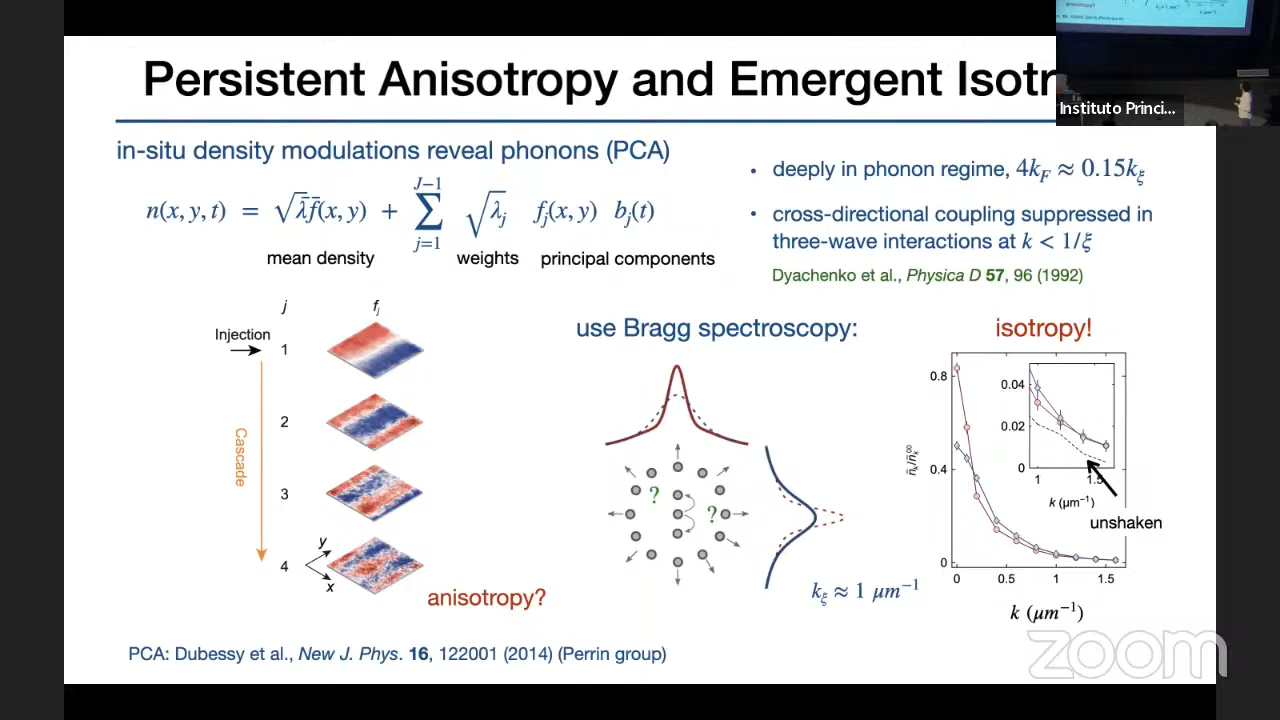 Persistent Anisotropy and Emergent Isotr
Instituto Princi...
in-situ density modulations reveal phonons (PCA)
n(x, y, t) = √λ̄ f̄(x, y) + ∑_{j=1}^{J−1} √λ_j f_j(x, y) b_j(t)
mean density weights principal components
• deeply in phonon regime, 4k_F ≈ 0.15k_ξ
• cross-directional coupling suppressed in
three-wave interactions at k < 1/ξ
Dyachenko et al., Physica D 57, 96 (1992)
j f_j
Injection
1
2
3
4
Cascade
y
x
anisotropy?
use Bragg spectroscopy:
? ?
k_ξ ≈ 1 μm⁻¹
isotropy!
0.8
0.4
0
0 0.5 1 1.5
k (μm⁻¹)
0.04
0.02
0
1 1.5
k (μm⁻¹)
unshaken
PCA: Dubessy et al., New J. Phys. 16, 122001 (2014) (Perrin group)
zoom